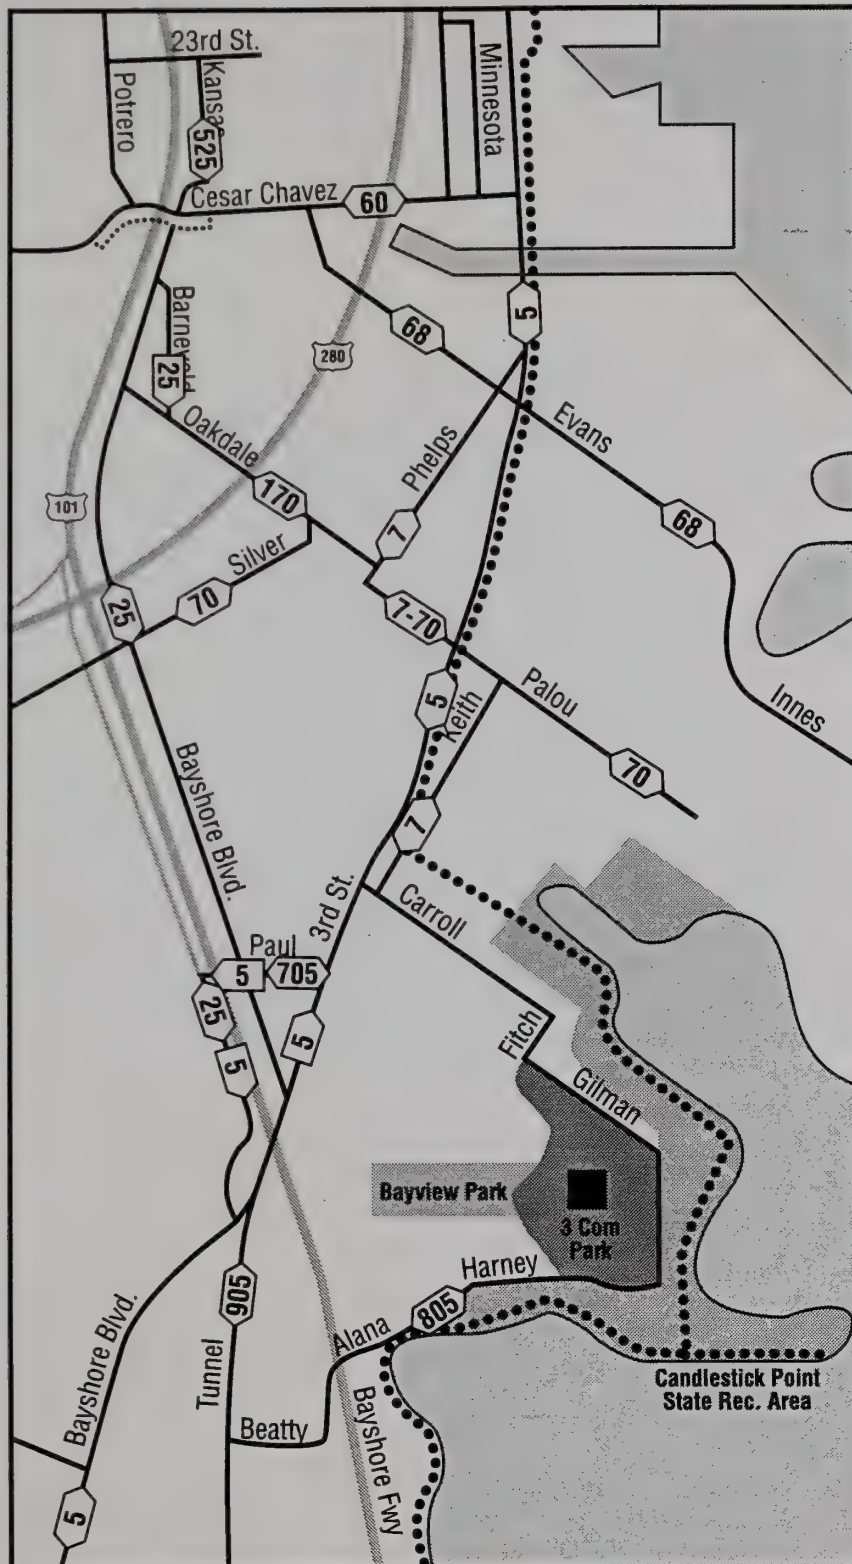 23rd St.
Potrero
Kansas
525
Minnesota
Cesar Chavez
60
5
Barneveld
25
280
68
Oakdale
Phelps
Evans
101
170
7
68
Silver
70
25
7-70
5
Keith
Palou
Innes
70
Bayshore Blvd.
7
3rd St.
Carroll
Paul
5
705
25
5
5
Fitch
Gilman
Bayview Park
3 Com
Park
Harney
905
805
Alana
Candlestick Point
State Rec. Area
Bayshore Blvd.
Tunnel
Beatty
Bayshore Fwy
5